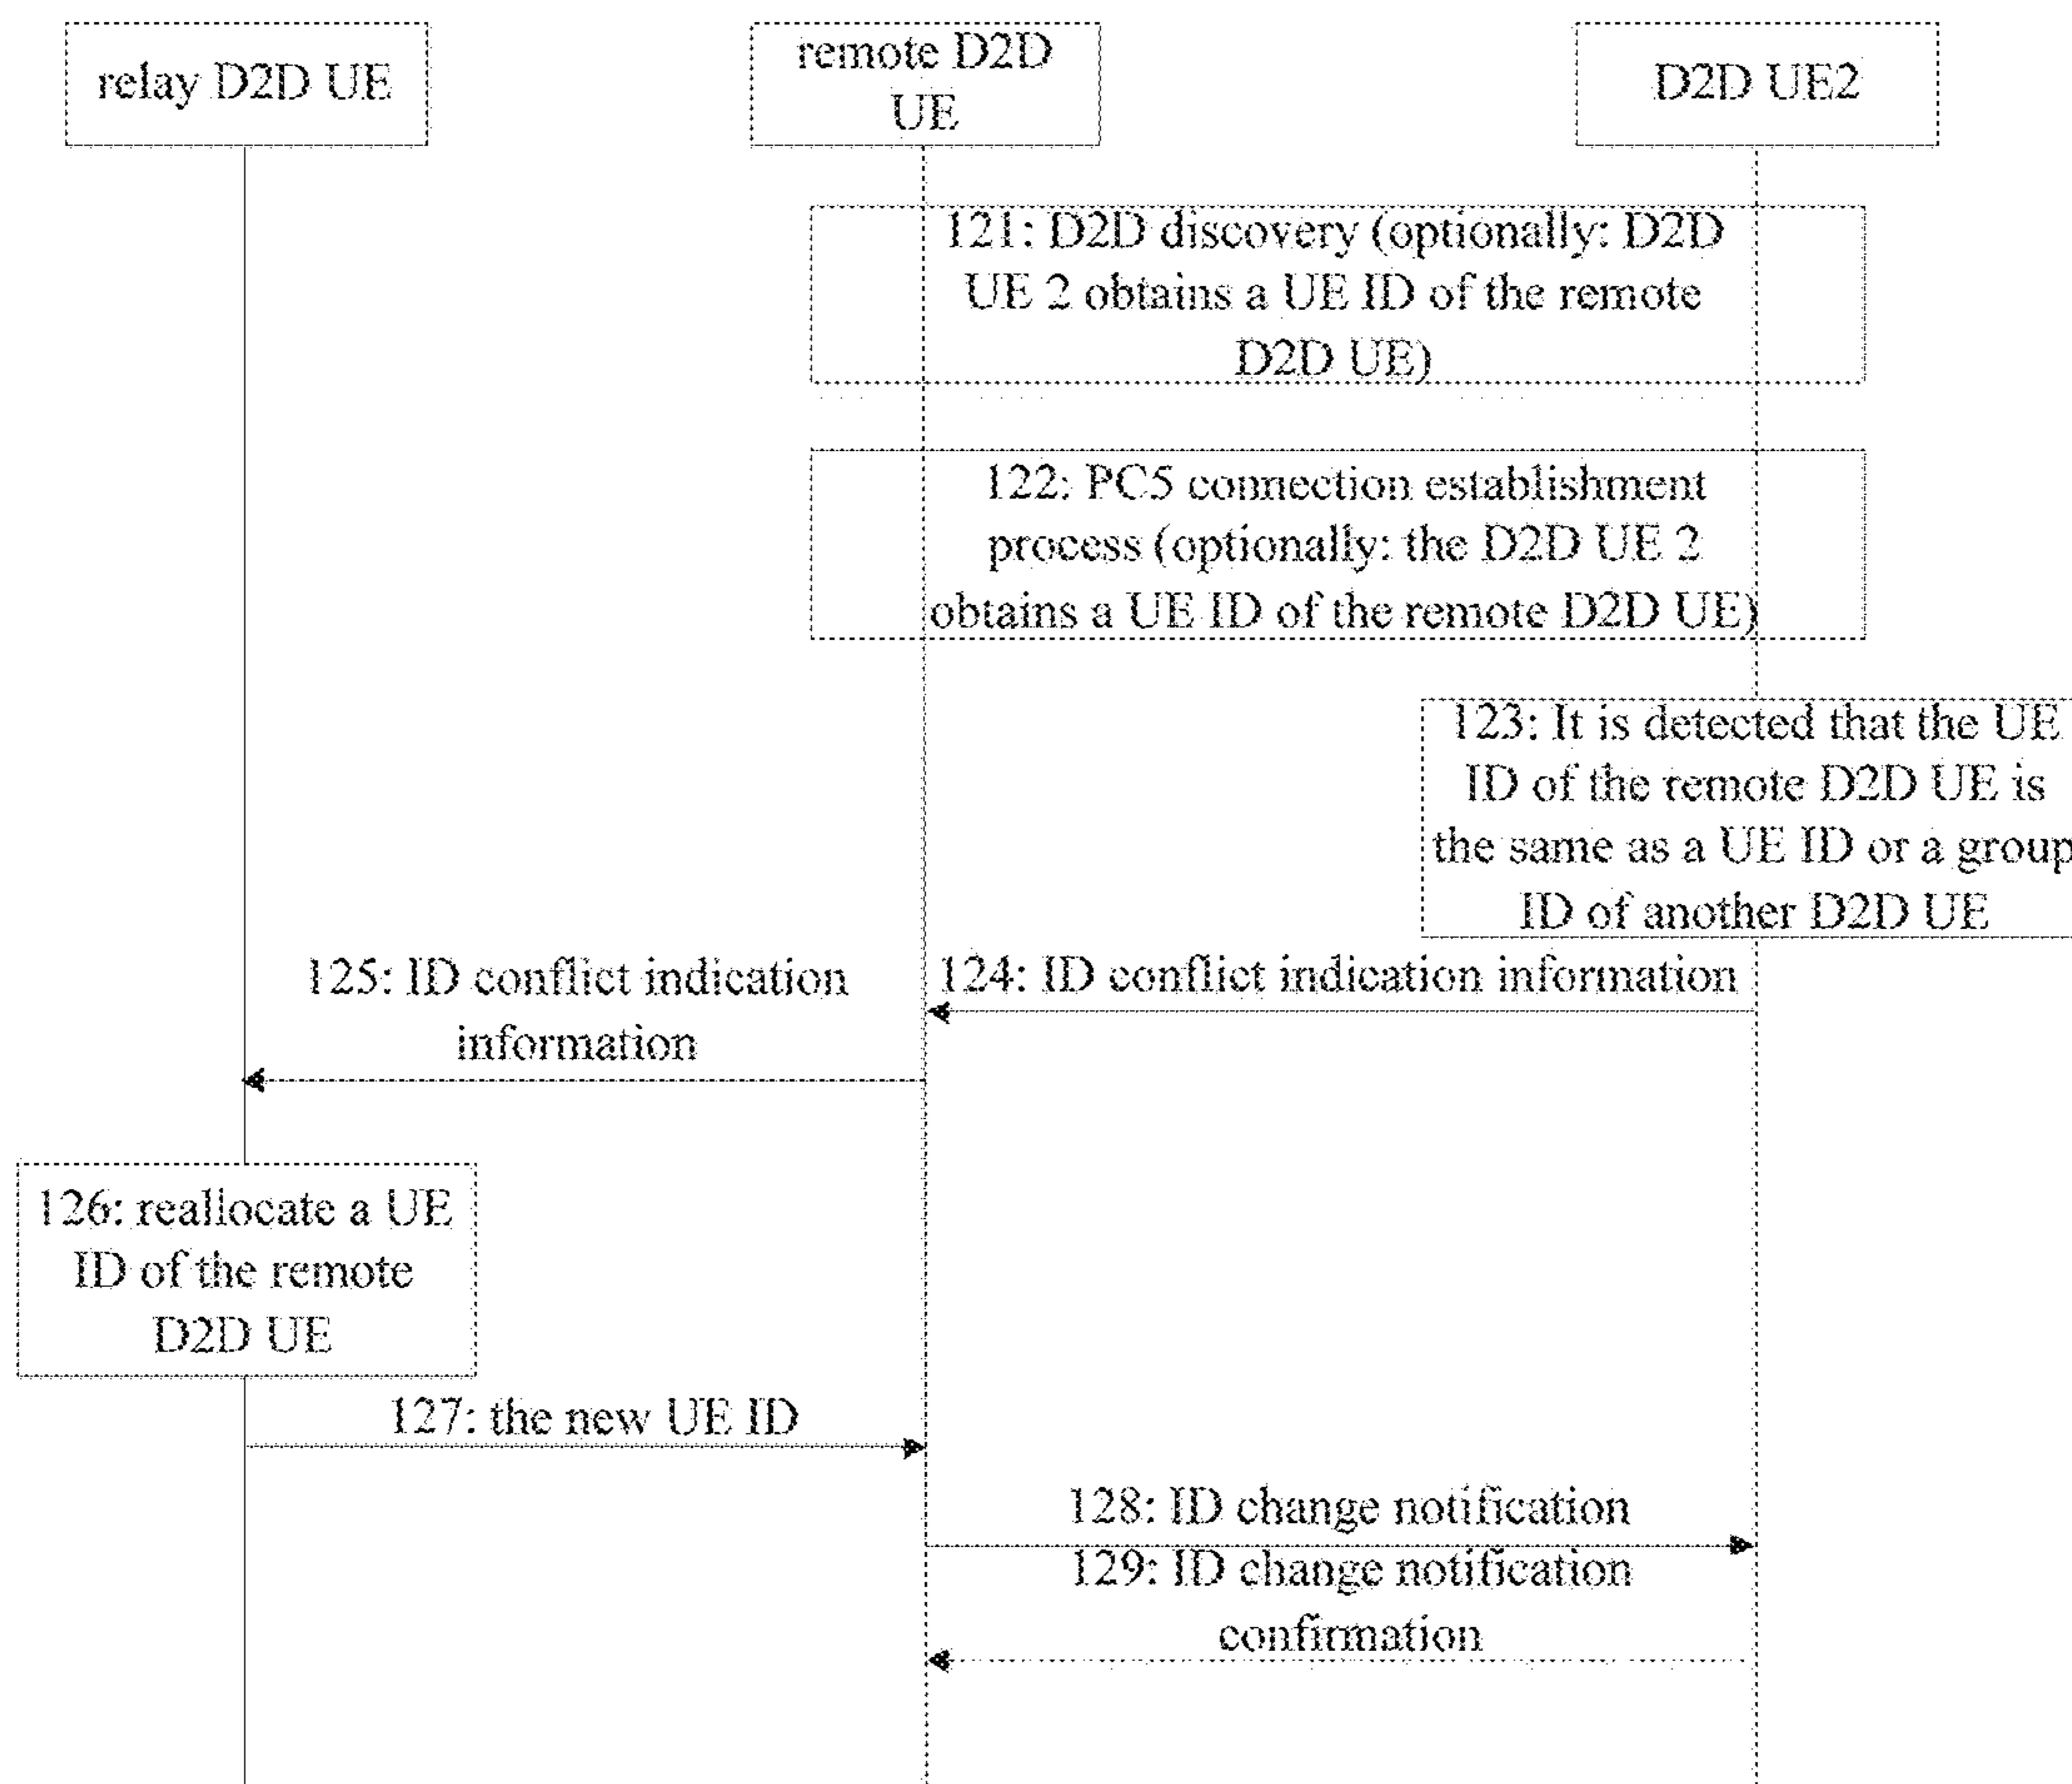 relay D2D UE
remote D2D
UE
D2D UE2
121: D2D discovery (optionally: D2D
UE 2 obtains a UE ID of the remote
D2D UE)
122: PC5 connection establishment
process (optionally: the D2D UE 2
obtains a UE ID of the remote D2D UE)
123: It is detected that the UE
ID of the remote D2D UE is
the same as a UE ID or a group
ID of another D2D UE
124: ID conflict indication information
125: ID conflict indication
information
126: reallocate a UE
ID of the remote
D2D UE
127: the new UE ID
128: ID change notification
129: ID change notification
confirmation